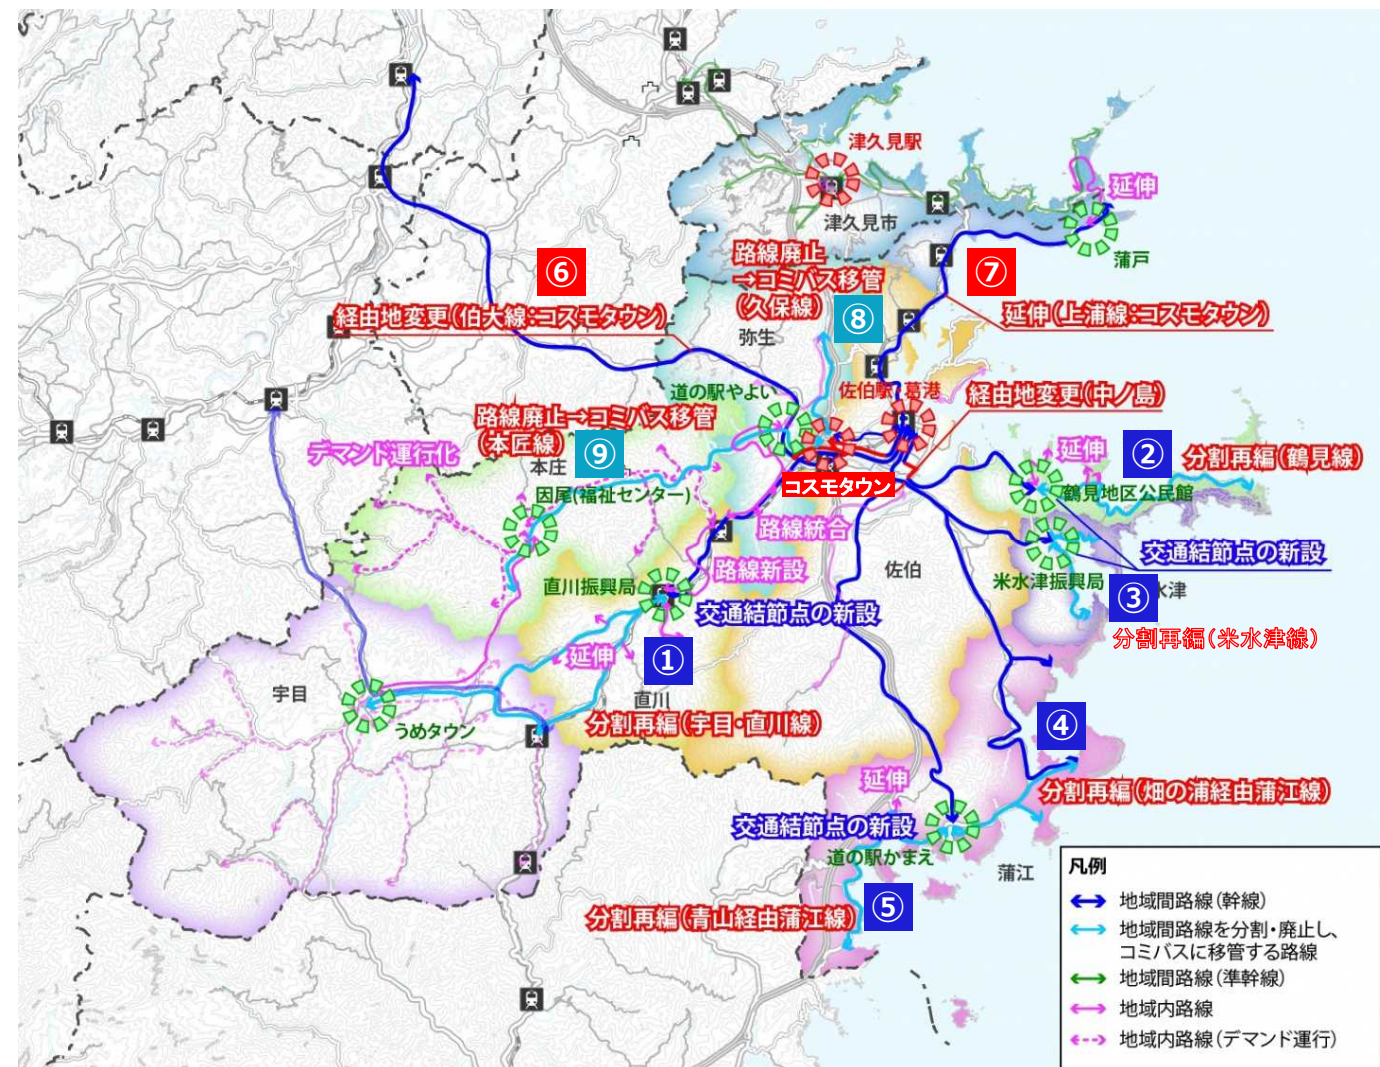 津久見駅
延伸
津久見市
蒲戸
路線廃止
→コミバス移管
(久保線)
⑥
⑦
⑧
経由地変更(伯大線:コスモタウン)
延伸(上浦線:コスモタウン)
弥生
道の駅やよい
佐伯駅
葛港
経由地変更(中ノ島)
路線廃止→コミバス移管
(本匠線)
⑨
デマンド運行化
本庄
因尾(福祉センター)
コスモタウン
延伸
②
分割再編(鶴見線)
鶴見地区公民館
路線統合
交通結節点の新設
路線新設
佐伯
直川振興局
米水津振興局
③
水津
交通結節点の新設
分割再編(米水津線)
延伸
①
宇目
直川
うめタウン
分割再編(宇目・直川線)
④
延伸
分割再編(畑の浦経由蒲江線)
交通結節点の新設
道の駅かまえ
蒲江
⑤
分割再編(青山経由蒲江線)
凡例
地域間路線(幹線)
地域間路線を分割・廃止し、
コミバスに移管する路線
地域間路線(準幹線)
地域内路線
地域内路線(デマンド運行)